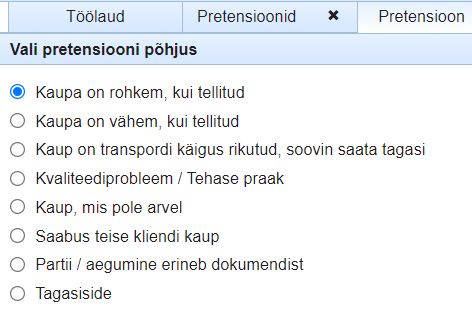 Töölaud Pretensioonid ✖ Pretensioon
Vali pretensiooni põhjus
Kaupa on rohkem, kui tellitud
Kaupa on vähem, kui tellitud
Kaup on transpordi käigus rikutud, soovin saata tagasi
Kvaliteediprobleem / Tehase praak
Kaup, mis pole arvel
Saabus teise kliendi kaup
Partii / aegumine erineb dokumendist
Tagasiside